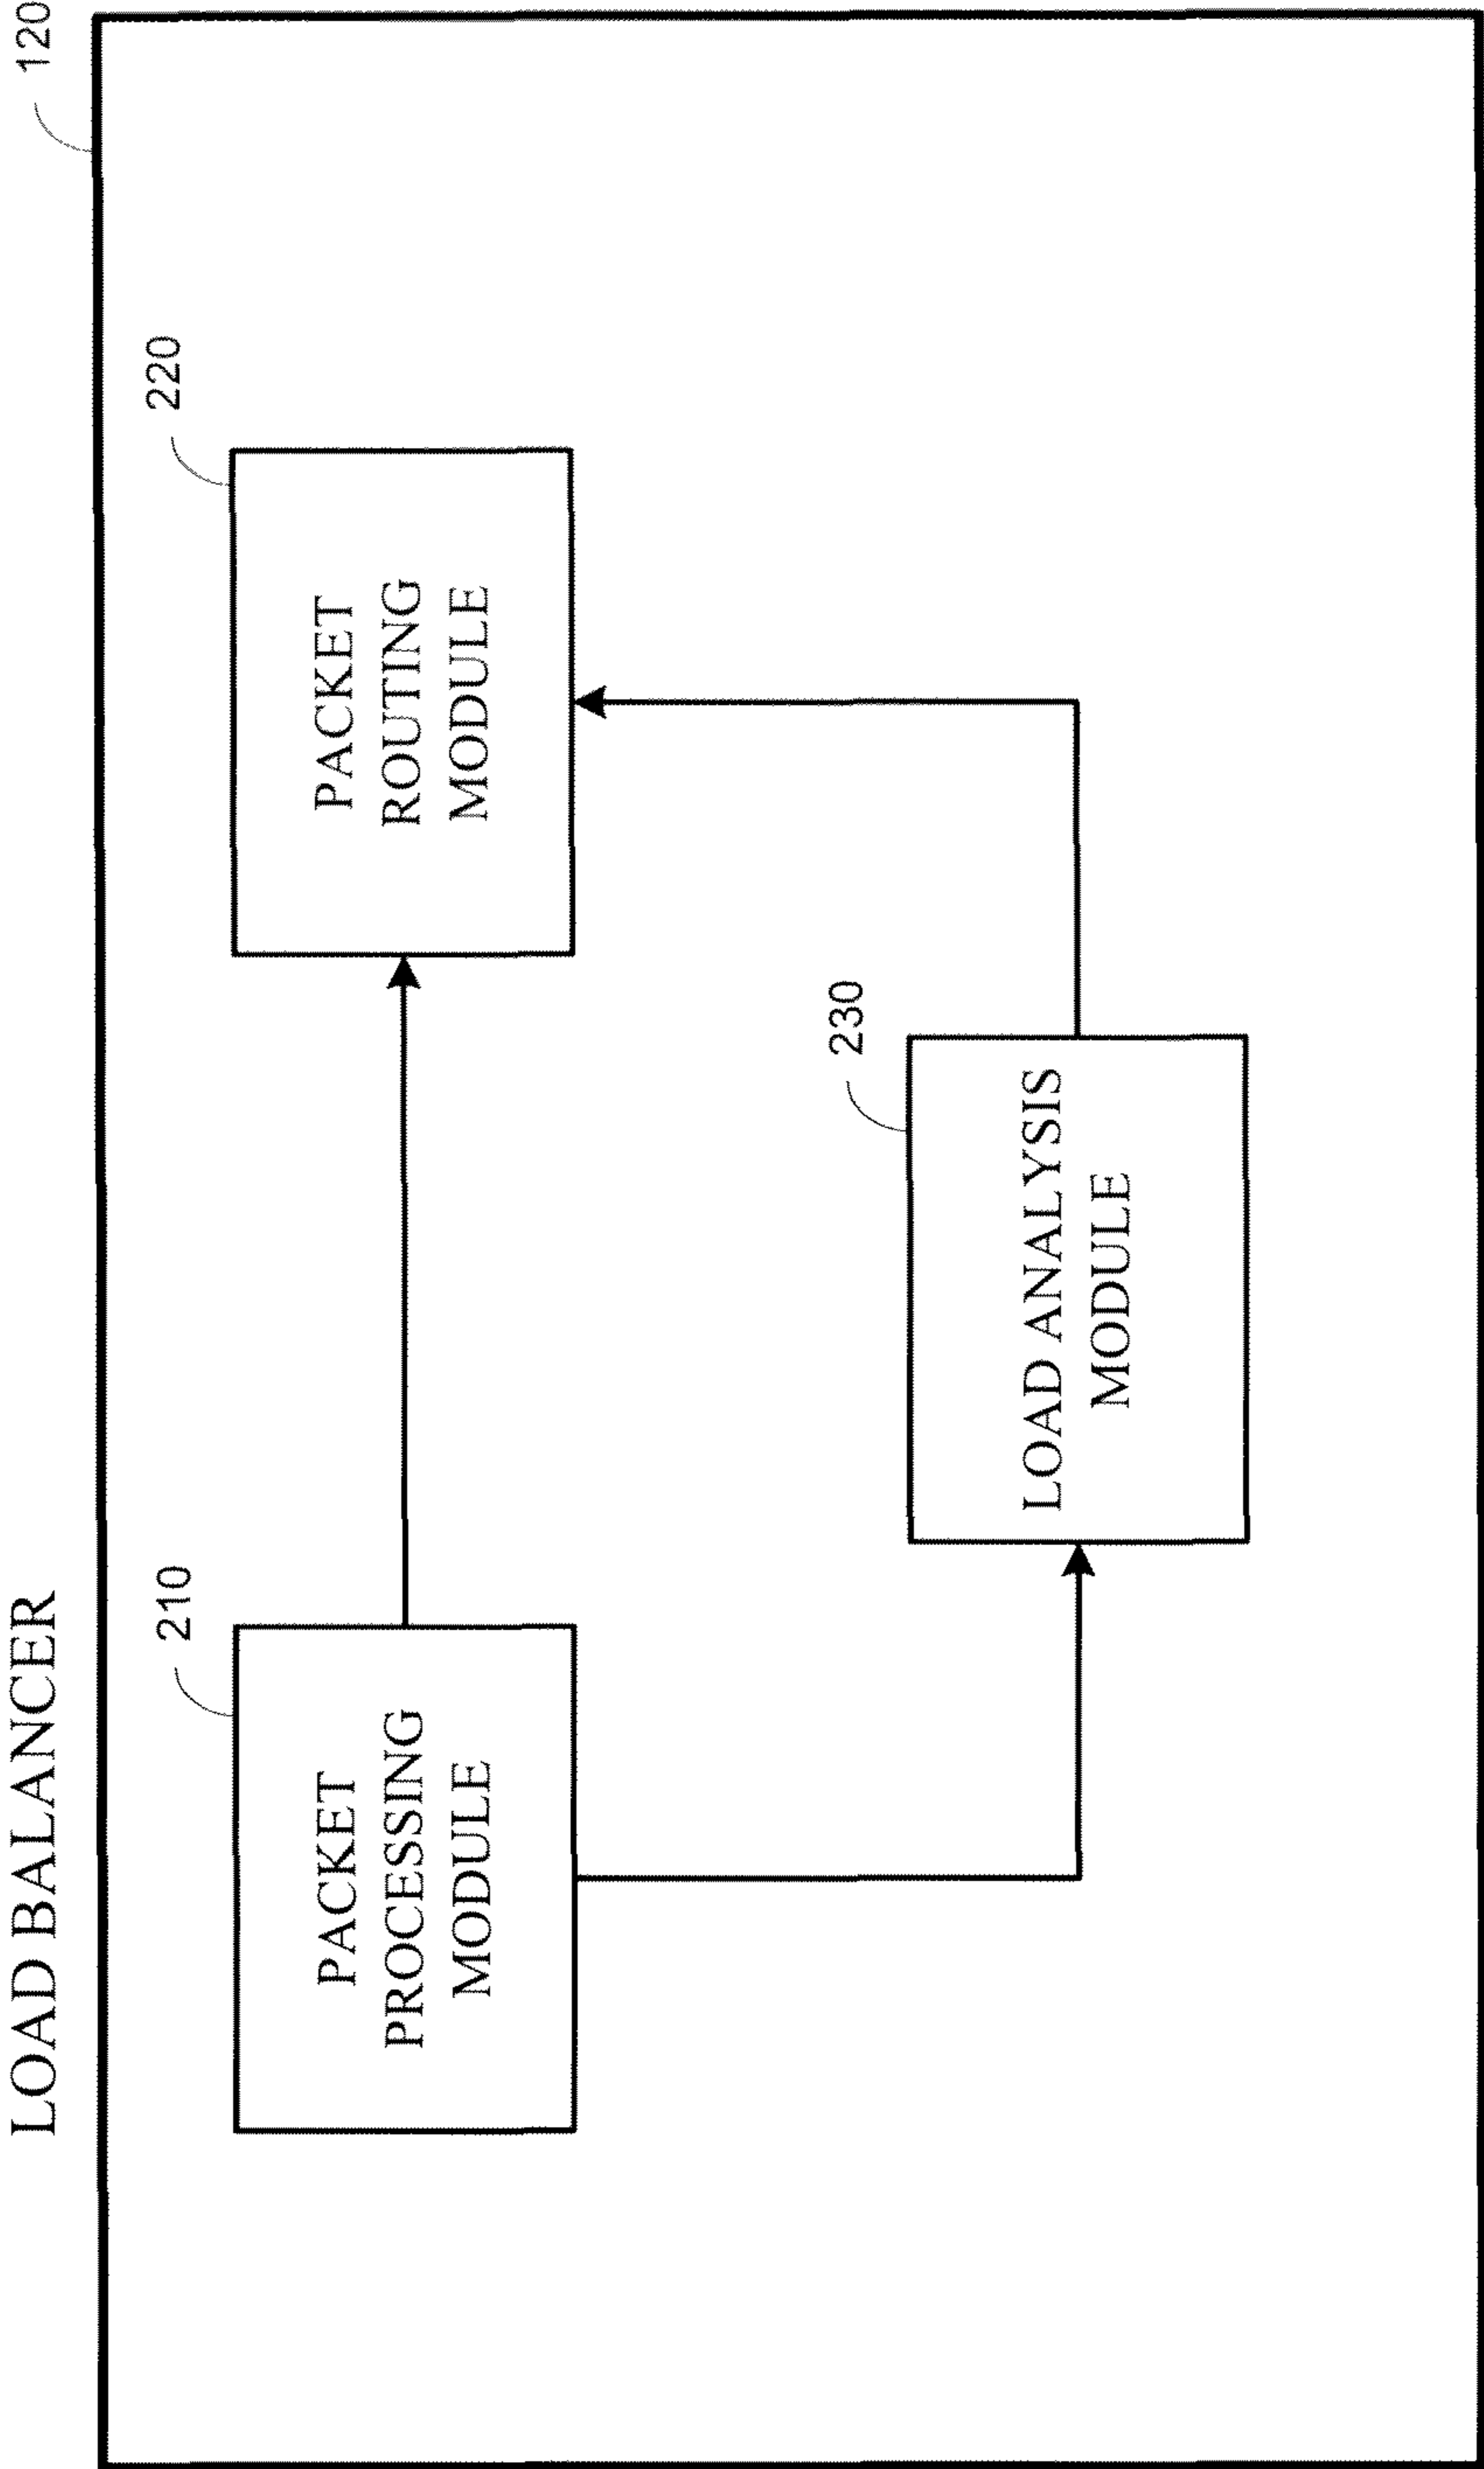 LOAD BALANCER
120
210
PACKET
PROCESSING
MODULE
220
PACKET
ROUTING
MODULE
230
LOAD ANALYSIS
MODULE